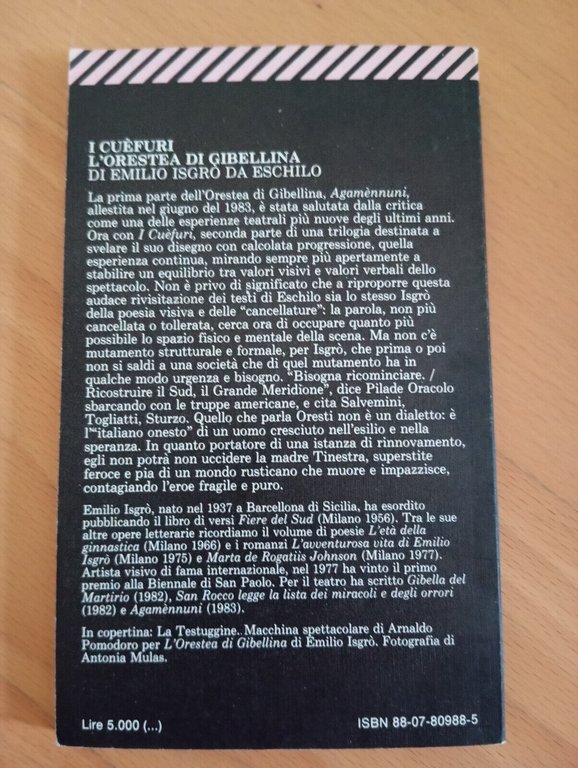 I CUÈFURI
L'ORESTEA DI GIBELLINA
DI EMILIO ISGRÒ DA ESCHILO
La prima parte dell'Orestea di Gibellina, Agamènnuni,
allestita nel giugno del 1983, è stata salutata dalla critica
come una delle esperienze teatrali più nuove degli ultimi anni.
Ora con I Cuèfuri, seconda parte di una trilogia destinata a
svelare il suo disegno con calcolata progressione, quella
esperienza continua, mirando sempre più apertamente a
stabilire un equilibrio tra valori visivi e valori verbali dello
spettacolo. Non è privo di significato che a riproporre questa
audace rivisitazione dei testi di Eschilo sia lo stesso Isgrò
della poesia visiva e delle “cancellature”: la parola, non più
cancellata o tollerata, cerca ora di occupare quanto più
possibile lo spazio fisico e mentale della scena. Ma non c'è
mutamento strutturale e formale, per Isgrò, che prima o poi
non si saldi a una società che di quel mutamento ha in
qualche modo urgenza e bisogno. “Bisogna ricominciare. /
Ricostruire il Sud, il Grande Meridione”, dice Pilade Oracolo
sbarcando con le truppe americane, e cita Salvemini,
Togliatti, Sturzo. Quello che parla Oresti non è un dialetto: è
l'“italiano onesto” di un uomo cresciuto nell'esilio e nella
speranza. In quanto portatore di una istanza di rinnovamento,
egli non potrà non uccidere la madre Tinestra, superstite
feroce e pia di un mondo rusticano che muore e impazzisce,
contagiando l'eroe fragile e puro.
Emilio Isgrò, nato nel 1937 a Barcellona di Sicilia, ha esordito
pubblicando il libro di versi Fiere del Sud (Milano 1956). Tra le sue
altre opere letterarie ricordiamo il volume di poesie L'età della
ginnastica (Milano 1966) e i romanzi L'avventurosa vita di Emilio
Isgrò (Milano 1975) e Marta de Rogatiis Johnson (Milano 1977).
Artista visivo di fama internazionale, nel 1977 ha vinto il primo
premio alla Biennale di San Paolo. Per il teatro ha scritto Gibella del
Martirio (1982), San Rocco legge la lista dei miracoli e degli orrori
(1982) e Agamènnuni (1983).
In copertina: La Testuggine. Macchina spettacolare di Arnaldo
Pomodoro per L'Orestea di Gibellina di Emilio Isgrò. Fotografia di
Antonia Mulas.
Lire 5.000 (...)
ISBN 88-07-80988-5